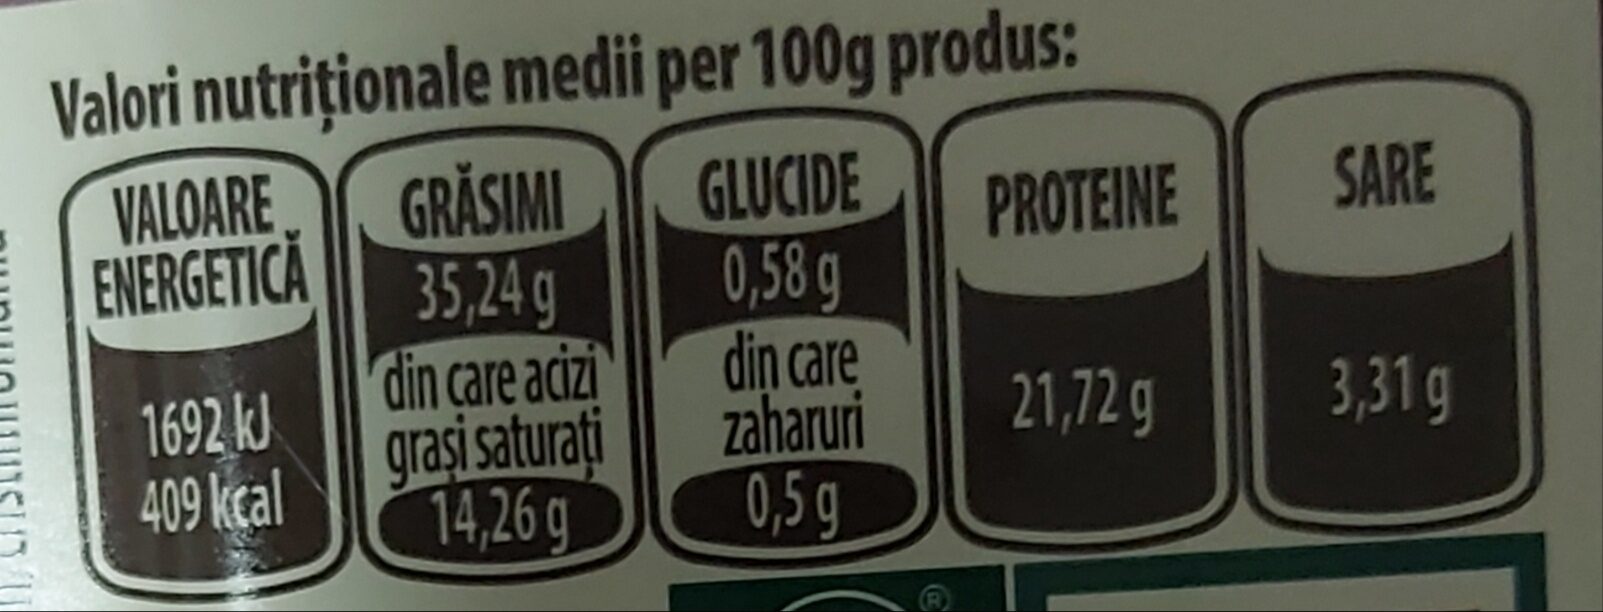 Valori nutriționale medii per 100g produs:
VALOARE
ENERGETICĂ
1692 kJ
409 kcal
GRĂSIMI
35,24 g
din care acizi
grași saturați
14,26 g
GLUCIDE
0,58 g
din care
zaharuri
0,5 g
PROTEINE
21,72 g
SARE
3,31 g
®